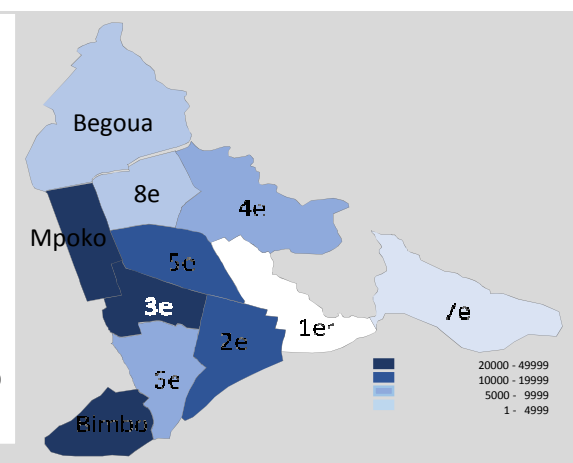 Begoua
8e
4e
Mpoko
5e
3e
7e
1er
2e
6e
Bimbo
20000 - 49999
10000 - 19999
5000 - 9999
1 - 4999